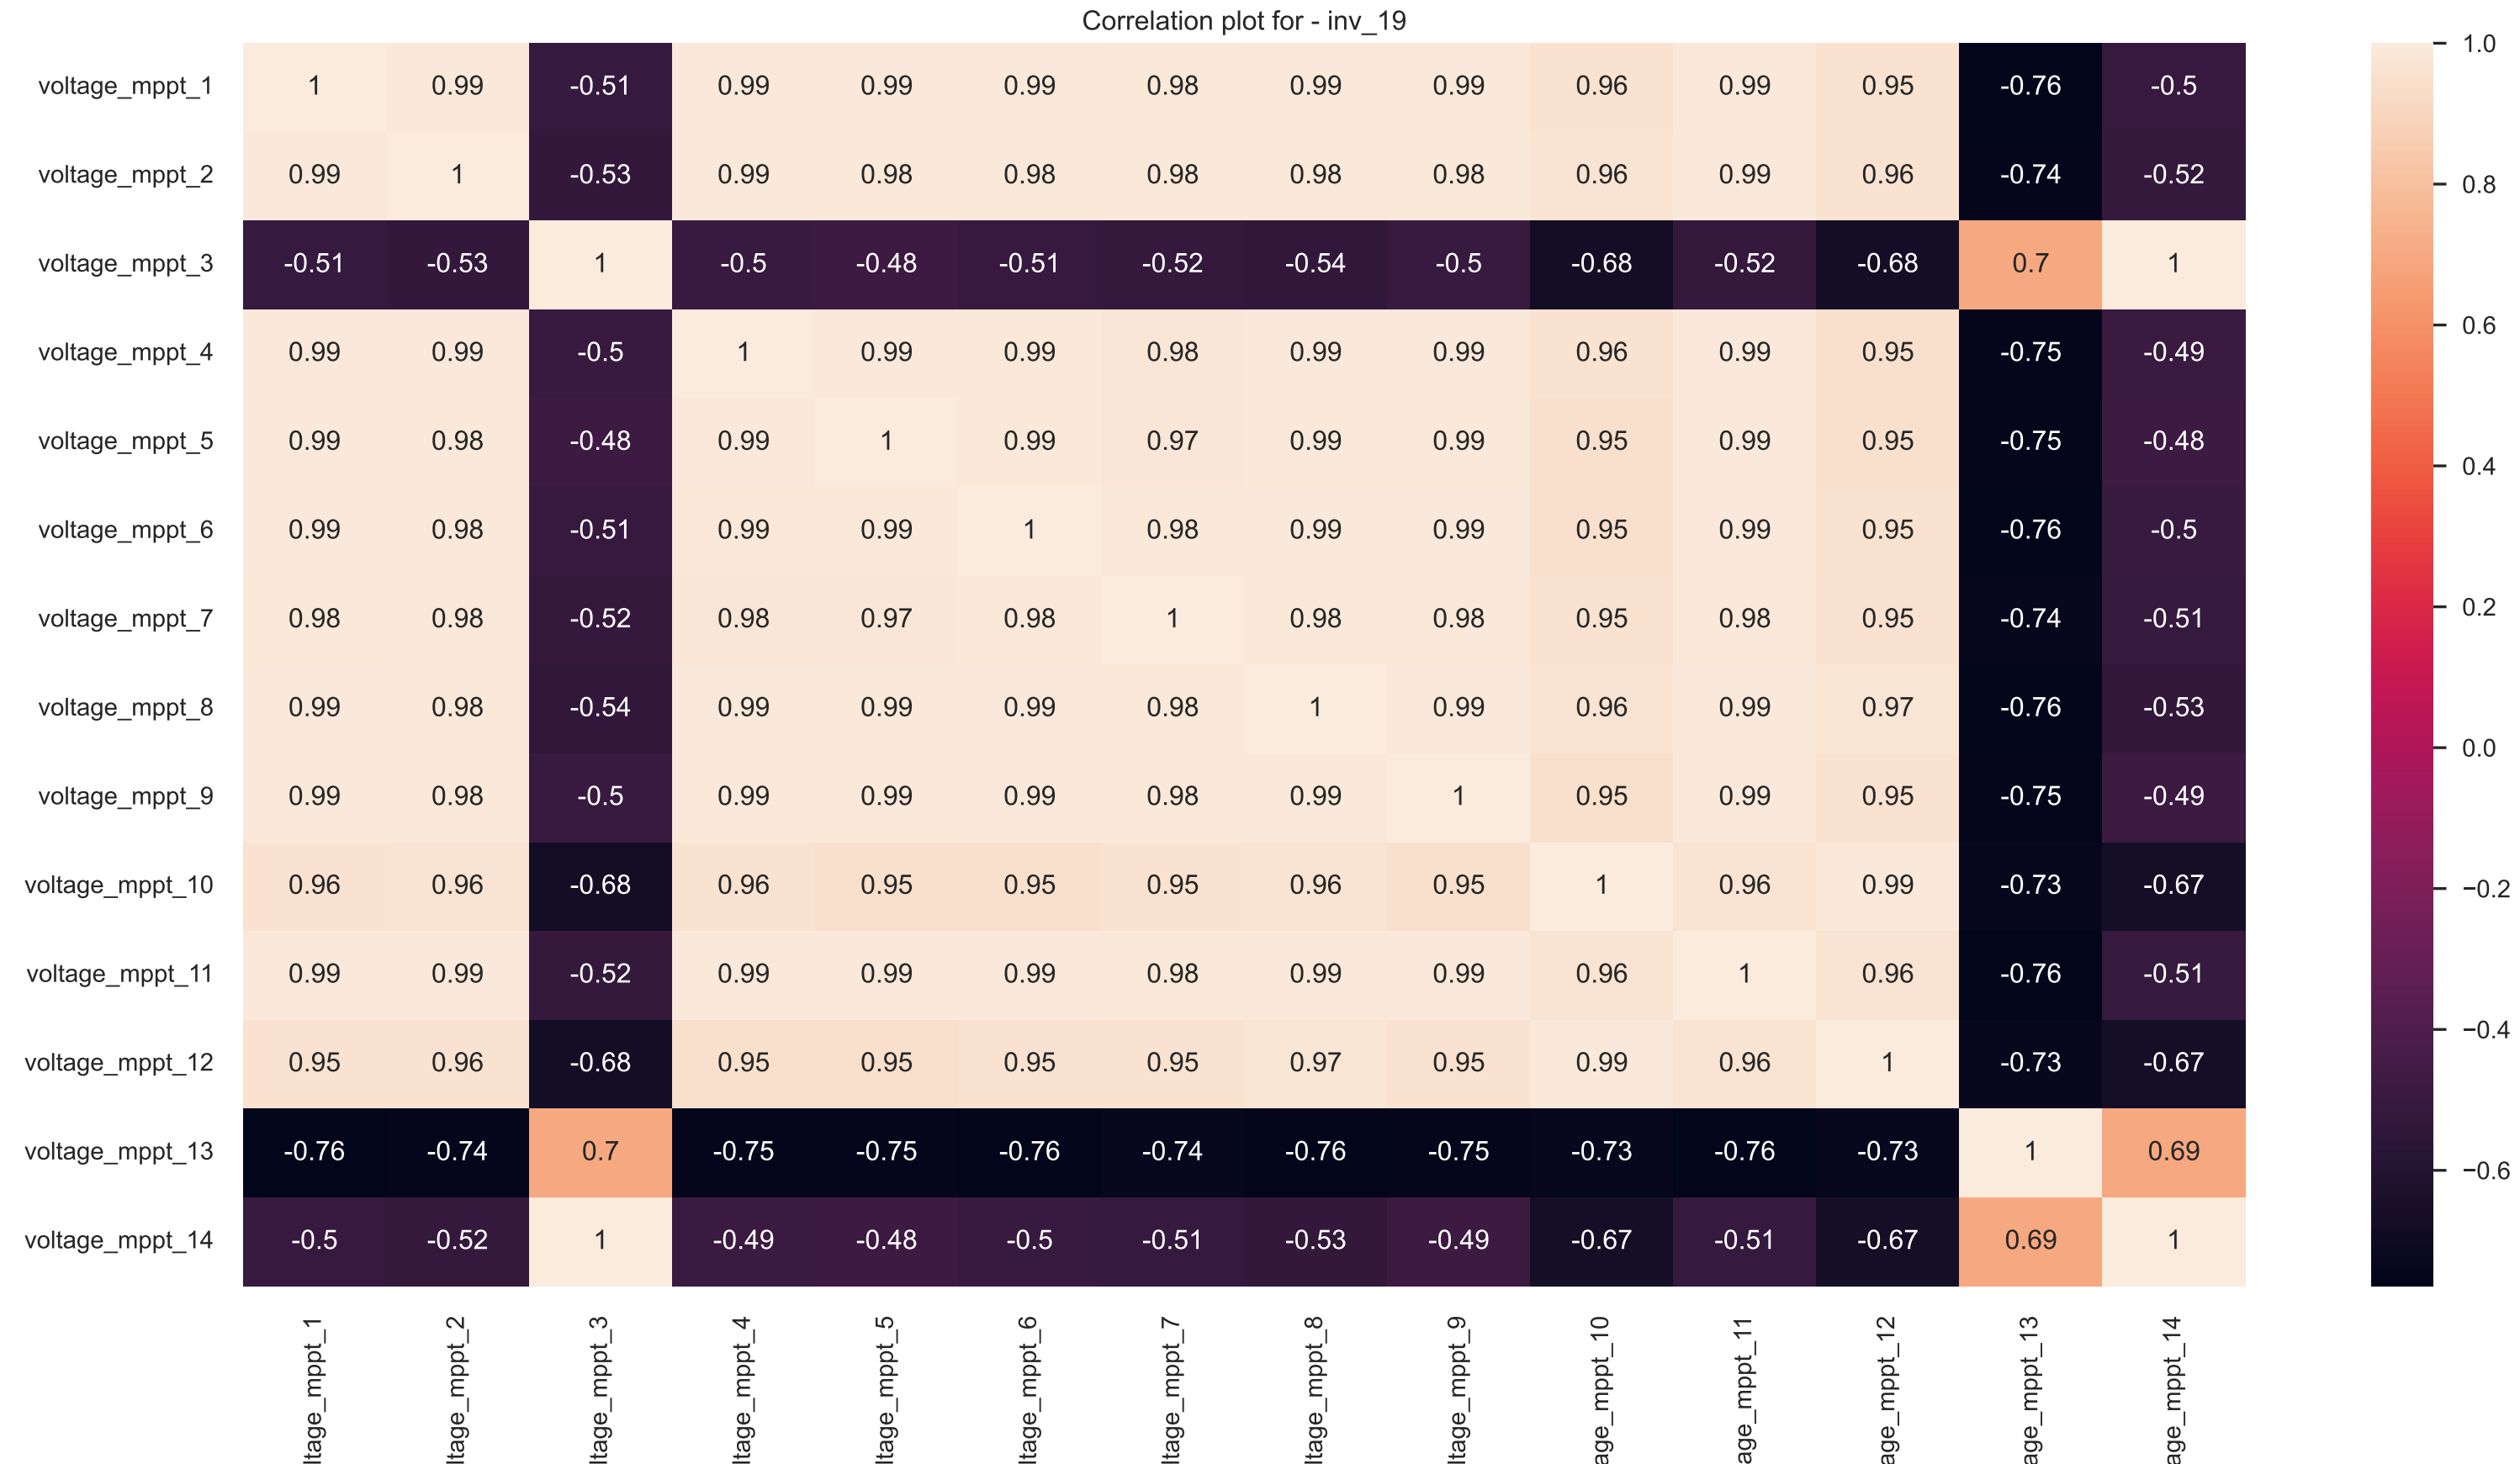 Correlation plot for - inv_19
voltage_mppt_1 1 0.99 -0.51 0.99 0.99 0.99 0.98 0.99 0.99 0.96 0.99 0.95 -0.76 -0.5
voltage_mppt_2 0.99 1 -0.53 0.99 0.98 0.98 0.98 0.98 0.98 0.96 0.99 0.96 -0.74 -0.52
voltage_mppt_3 -0.51 -0.53 1 -0.5 -0.48 -0.51 -0.52 -0.54 -0.5 -0.68 -0.52 -0.68 0.7 1
voltage_mppt_4 0.99 0.99 -0.5 1 0.99 0.99 0.98 0.99 0.99 0.96 0.99 0.95 -0.75 -0.49
voltage_mppt_5 0.99 0.98 -0.48 0.99 1 0.99 0.97 0.99 0.99 0.95 0.99 0.95 -0.75 -0.48
voltage_mppt_6 0.99 0.98 -0.51 0.99 0.99 1 0.98 0.99 0.99 0.95 0.99 0.95 -0.76 -0.5
voltage_mppt_7 0.98 0.98 -0.52 0.98 0.97 0.98 1 0.98 0.98 0.95 0.98 0.95 -0.74 -0.51
voltage_mppt_8 0.99 0.98 -0.54 0.99 0.99 0.99 0.98 1 0.99 0.96 0.99 0.97 -0.76 -0.53
voltage_mppt_9 0.99 0.98 -0.5 0.99 0.99 0.99 0.98 0.99 1 0.95 0.99 0.95 -0.75 -0.49
voltage_mppt_10 0.96 0.96 -0.68 0.96 0.95 0.95 0.95 0.96 0.95 1 0.96 0.99 -0.73 -0.67
voltage_mppt_11 0.99 0.99 -0.52 0.99 0.99 0.99 0.98 0.99 0.99 0.96 1 0.96 -0.76 -0.51
voltage_mppt_12 0.95 0.96 -0.68 0.95 0.95 0.95 0.95 0.97 0.95 0.99 0.96 1 -0.73 -0.67
voltage_mppt_13 -0.76 -0.74 0.7 -0.75 -0.75 -0.76 -0.74 -0.76 -0.75 -0.73 -0.76 -0.73 1 0.69
voltage_mppt_14 -0.5 -0.52 1 -0.49 -0.48 -0.5 -0.51 -0.53 -0.49 -0.67 -0.51 -0.67 0.69 1
ltage_mppt_1
ltage_mppt_2
ltage_mppt_3
ltage_mppt_4
ltage_mppt_5
ltage_mppt_6
ltage_mppt_7
ltage_mppt_8
ltage_mppt_9
age_mppt_10
age_mppt_11
age_mppt_12
age_mppt_13
age_mppt_14
1.0
0.8
0.6
0.4
0.2
0.0
−0.2
−0.4
−0.6